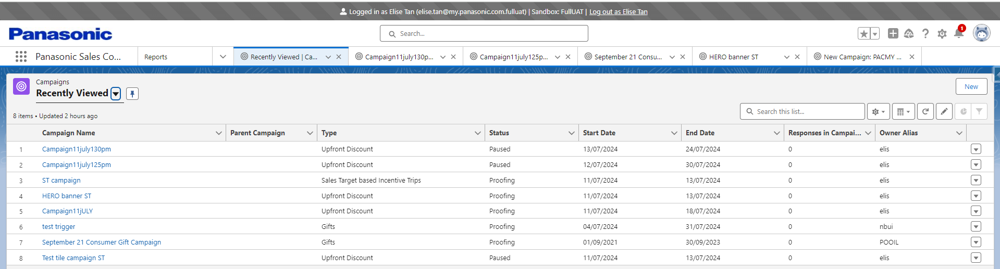 Logged in as Elise Tan (elise.tan@my.panasonic.com.fulluat) | Sandbox: FullUAT | Log out as Elise Tan
Panasonic
Search...
1
Panasonic Sales Co...
Reports
Recently Viewed | Ca...
Campaign11july130p...
Campaign11july125p...
September 21 Consu...
HERO banner ST
New Campaign: PACMY ...
Campaigns
Recently Viewed
New
8 items • Updated 2 hours ago
Search this list...
Campaign Name Parent Campaign Type Status Start Date End Date Responses in Campai... Owner Alias
1 Campaign11july130pm Upfront Discount Paused 13/07/2024 24/07/2024 0 elis
2 Campaign11july125pm Upfront Discount Paused 12/07/2024 30/07/2024 0 elis
3 ST campaign Sales Target based Incentive Trips Proofing 11/07/2024 13/07/2024 0 elis
4 HERO banner ST Upfront Discount Proofing 11/07/2024 13/07/2024 0 elis
5 Campaign11jULY Upfront Discount Proofing 11/07/2024 18/07/2024 0 elis
6 test trigger Gifts Proofing 04/07/2024 31/07/2024 0 nbui
7 September 21 Consumer Gift Campaign Gifts Proofing 01/09/2021 30/09/2023 0 POOIL
8 Test tile campaign ST Upfront Discount Paused 11/07/2024 13/07/2024 0 elis